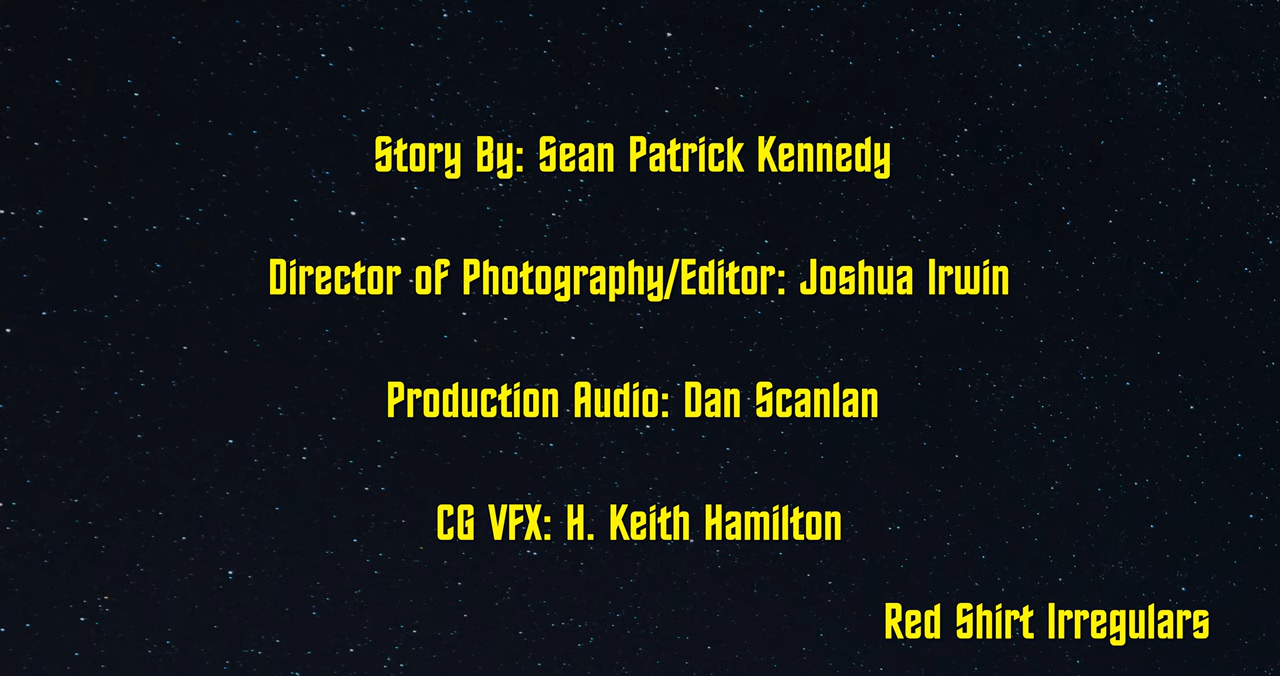 Story By: Sean Patrick Kennedy
Director of Photography/Editor: Joshua Irwin
Production Audio: Dan Scanlan
CG VFX: H. Keith Hamilton
Red Shirt Irregulars